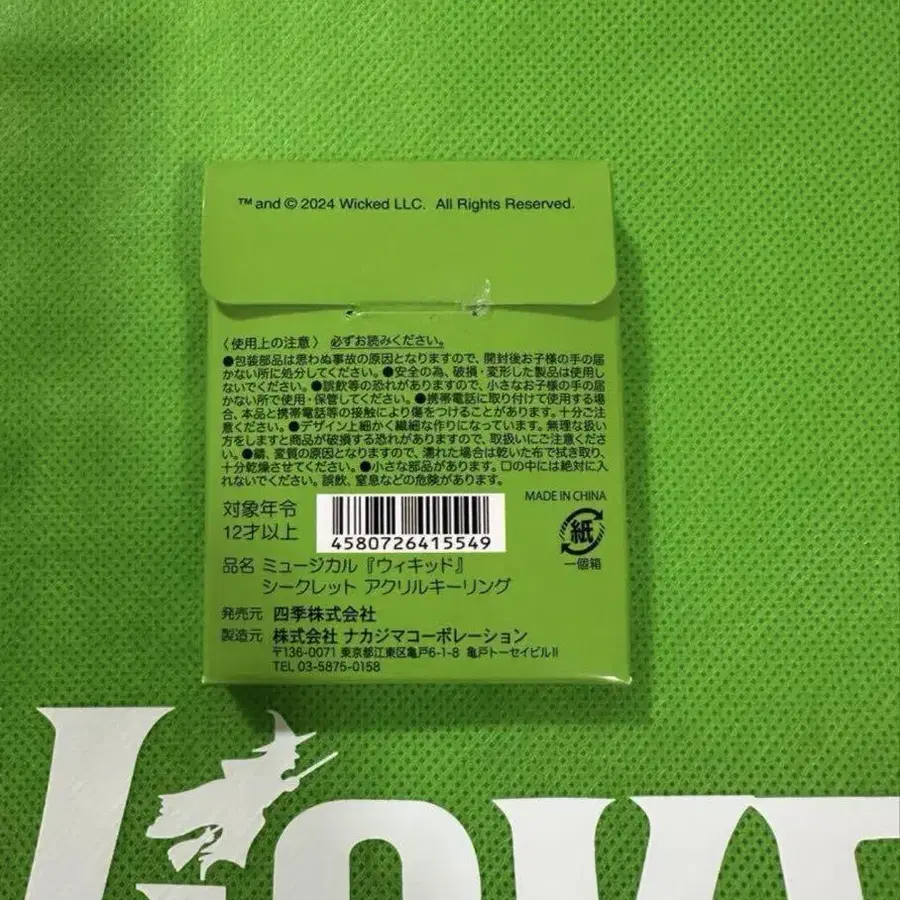 ™and © 2024 Wicked LLC. All Rights Reserved.
〈使用上の注意〉 必ずお読みください。
●包装部品は思わぬ事故の原因となりますので、開封後お子様の手の届
かない所に処分してください。●安全の為、破損・変形した製品は使用し
ないでください。●誤飲等の恐れがありますので、小さなお子様の手の届
かない所で使用・保管してください。●携帯電話に取り付けて使用する場
合、本品と携帯電話等の接触により傷をつけることがあります。十分ご注
意ください。●デザイン上細かく繊細な作りになっています。無理な扱い
方をしますと商品が破損する恐れがありますので、取扱いにご注意くださ
い。●錆、変質の原因となりますので、濡れた場合は乾いた布で拭き取り、
十分乾燥させてください。●小さな部品があります。口の中には絶対に入
れないでください。誤飲、窒息などの危険があります。
MADE IN CHINA
対象年令
12才以上
4580726415549
紙
一個箱
品名 ミュージカル『ウィキッド』
シークレット アクリルキーリング
発売元 四季株式会社
製造元 株式会社 ナカジマコーポレーション
〒136-0071 東京都江東区亀戸6-1-8 亀戸トーセイビルⅡ
TEL 03-5875-0158